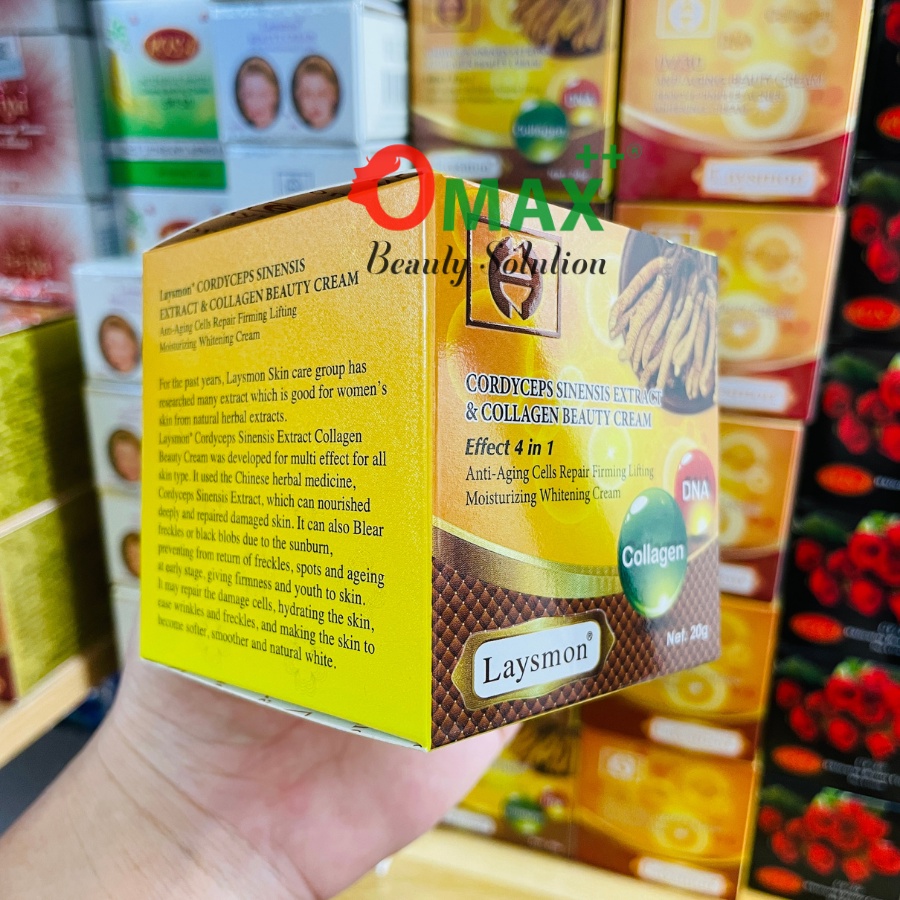 OMAX++
Beauty Solution
Laysmon® CORDYCEPS SINENSIS
EXTRACT & COLLAGEN BEAUTY CREAM
Anti-Aging Cells Repair Firming Lifting
Moisturizing Whitening Cream
For the past years, Laysmon Skin care group has
researched many extract which is good for women's
skin from natural herbal extracts.
Laysmon® Cordyceps Sinensis Extract Collagen
Beauty Cream was developed for multi effect for all
skin type. It used the Chinese herbal medicine,
Cordyceps Sinensis Extract, which can nourished
deeply and repaired damaged skin. It can also Blear
freckles or black blobs due to the sunburn,
preventing from return of freckles, spots and ageing
at early stage, giving firmness and youth to skin.
It may repair the damage cells, hydrating the skin,
ease wrinkles and freckles, and making the skin to
become softer, smoother and natural white.
CORDYCEPS SINENSIS EXTRACT
& COLLAGEN BEAUTY CREAM
Effect 4 in 1
Anti-Aging Cells Repair Firming Lifting
Moisturizing Whitening Cream
DNA
Collagen
Laysmon®
Net. 20g
Collagen
DNA
Laysmon